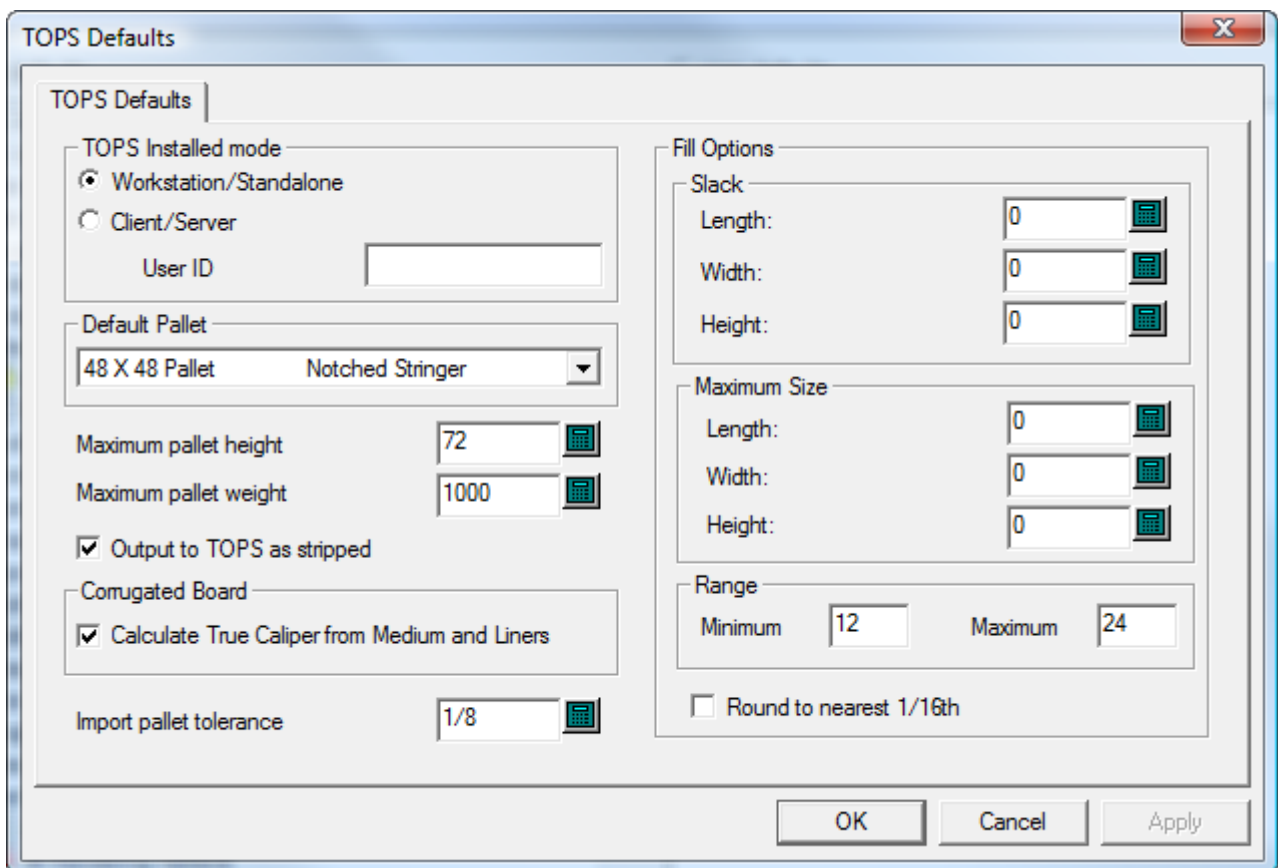 TOPS Defaults
TOPS Defaults
TOPS Installed mode
Workstation/Standalone
Client/Server
User ID
Default Pallet
48 X 48 Pallet Notched Stringer
Maximum pallet height 72
Maximum pallet weight 1000
Output to TOPS as stripped
Corrugated Board
Calculate True Caliper from Medium and Liners
Import pallet tolerance 1/8
Fill Options
Slack
Length: 0
Width: 0
Height: 0
Maximum Size
Length: 0
Width: 0
Height: 0
Range
Minimum 12 Maximum 24
Round to nearest 1/16th
OK Cancel Apply